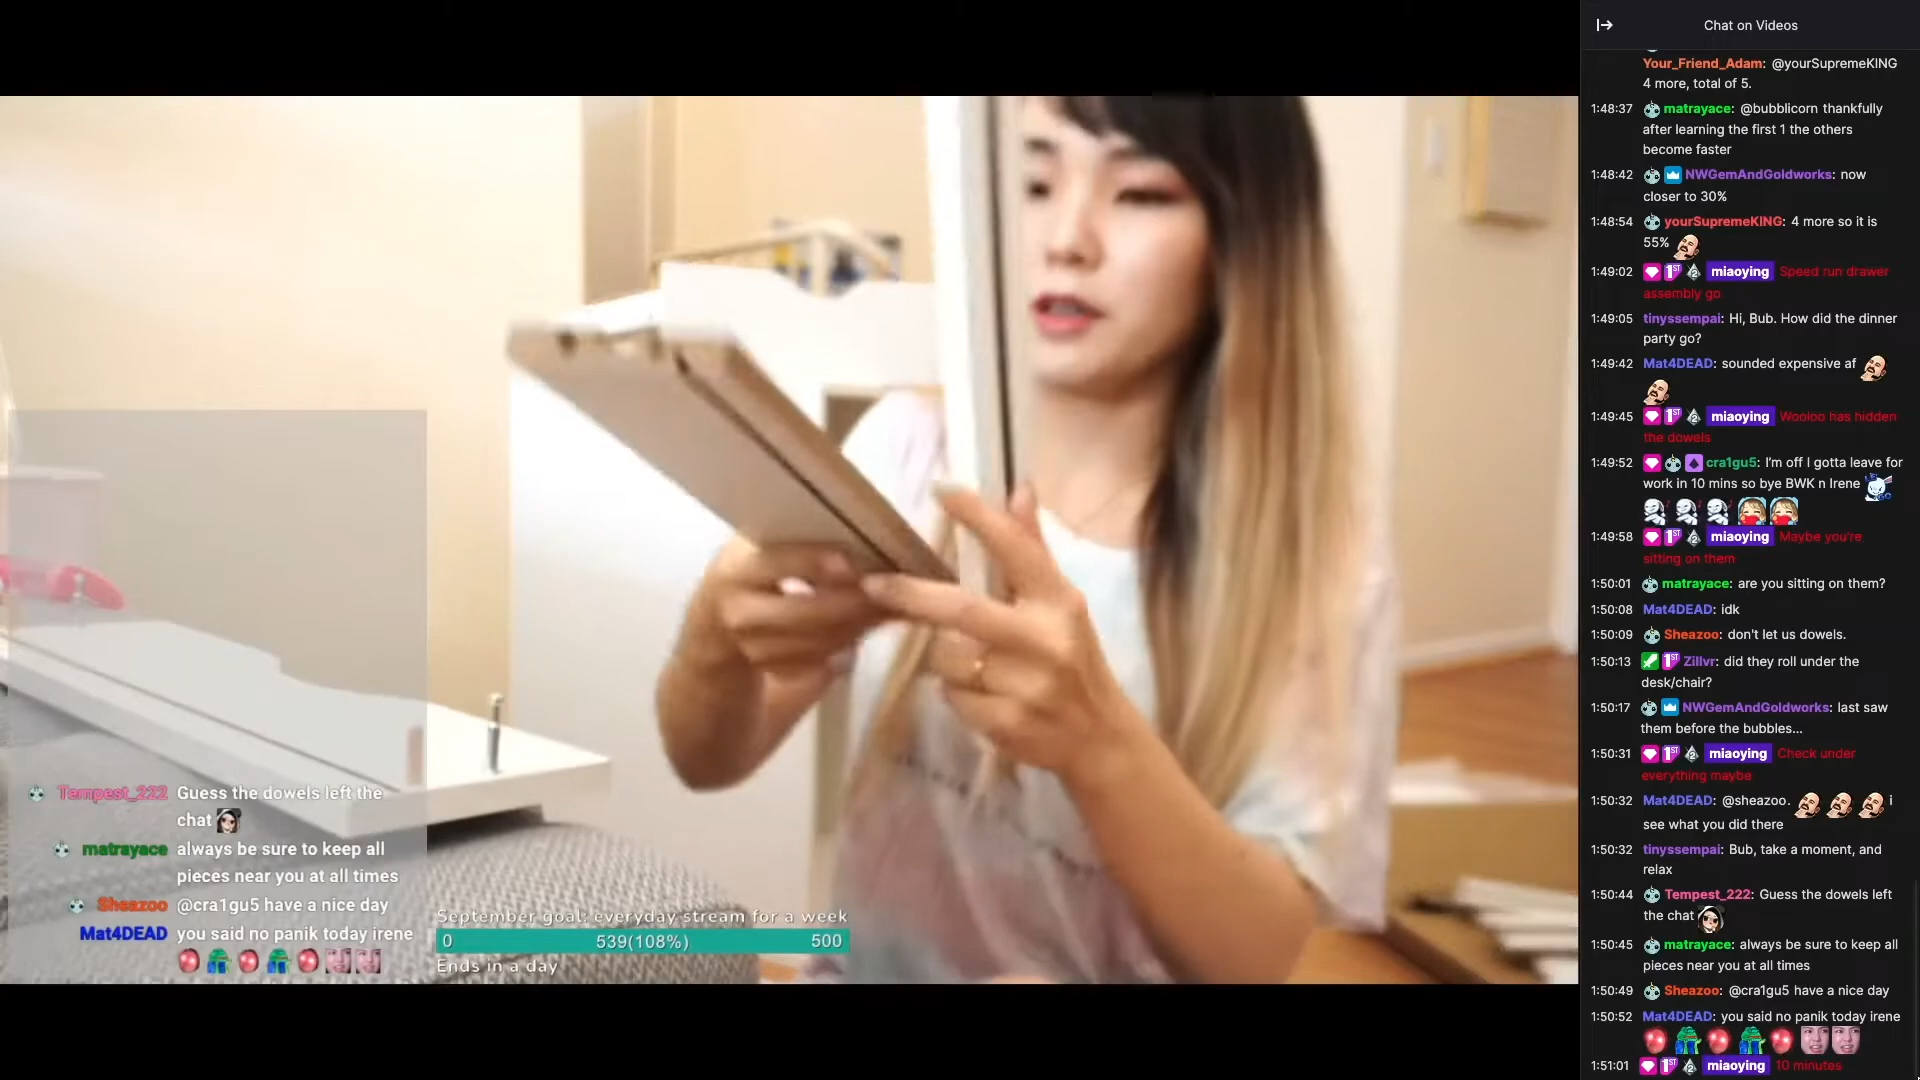 Chat on Videos
Your_Friend_Adam: @yourSupremeKING
4 more, total of 5.
1:48:37 matrayace: @bubblicorn thankfully
after learning the first 1 the others
become faster
1:48:42 NWGemAndGoldworks: now
closer to 30%
1:48:54 yourSupremeKING: 4 more so it is
55%
1:49:02 1ST 2 miaoying Speed run drawer
assembly go
1:49:05 tinyssempai: Hi, Bub. How did the dinner
party go?
1:49:42 Mat4DEAD: sounded expensive af
1:49:45 1ST 2 miaoying Wooloo has hidden
the dowels
1:49:52 cra1gu5: I'm off I gotta leave for
work in 10 mins so bye BWK n Irene
1:49:58 1ST 2 miaoying Maybe you're
sitting on them
1:50:01 matrayace: are you sitting on them?
1:50:08 Mat4DEAD: idk
1:50:09 Sheazoo: don't let us dowels.
1:50:13 1ST Zillvr: did they roll under the
desk/chair?
1:50:17 NWGemAndGoldworks: last saw
them before the bubbles...
1:50:31 1ST 2 miaoying Check under
everything maybe
1:50:32 Mat4DEAD: @sheazoo. i
see what you did there
1:50:32 tinyssempai: Bub, take a moment, and
relax
1:50:44 Tempest_222: Guess the dowels left
the chat
1:50:45 matrayace: always be sure to keep all
pieces near you at all times
1:50:49 Sheazoo: @cra1gu5 have a nice day
1:50:52 Mat4DEAD: you said no panik today irene
1:51:01 1ST 2 miaoying 10 minutes
Tempest_222 Guess the dowels left the
chat
matrayace always be sure to keep all
pieces near you at all times
Sheazoo @cra1gu5 have a nice day
Mat4DEAD you said no panik today irene
September goal: everyday stream for a week
0 539(108%) 500
Ends in a day